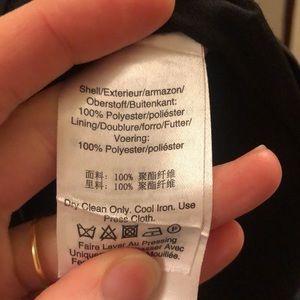 Shell/Exterieur/armazon/
Oberstoff/Buitenkant:
100% Polyester/poliéster
Lining/Doublure/forro/Futter/
Voering:
100% Polyester/poliéster
面料: 100% 聚酯纤维
里料: 100% 聚酯纤维
Dry Clean Only. Cool Iron. Use
Press Cloth.
Faire Laver Au Pressing
Uniquement